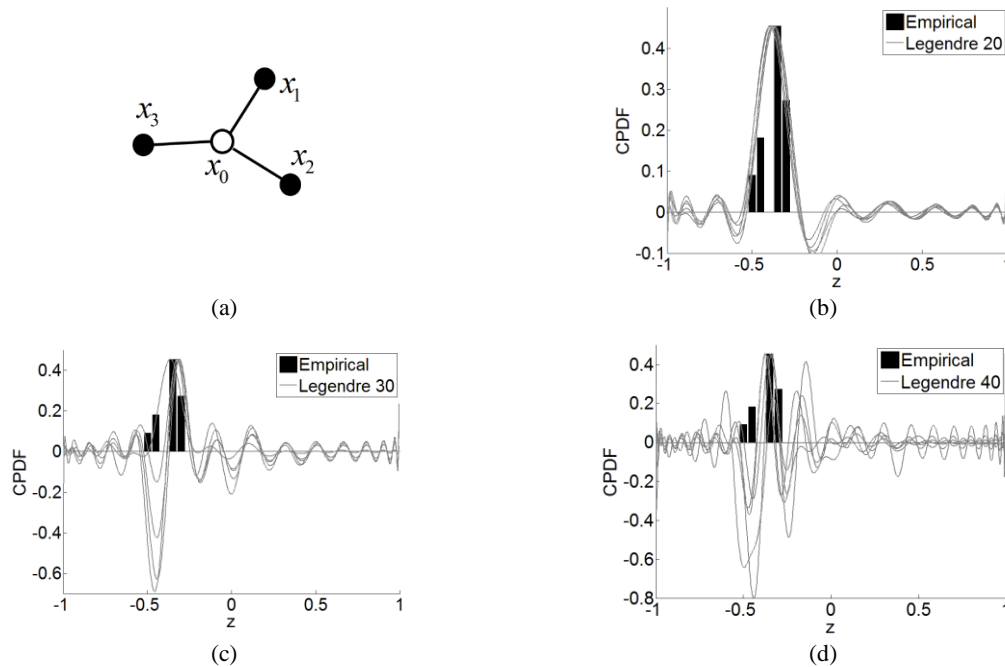 x₁
x₃
x₀
x₂
(a)
Empirical
Legendre 20
CPDF
0.4
0.3
0.2
0.1
0
-0.1
-1
-0.5
0
0.5
1
z
(b)
Empirical
Legendre 30
CPDF
0.4
0.2
0
-0.2
-0.4
-0.6
-1
-0.5
0
0.5
1
z
(c)
Empirical
Legendre 40
CPDF
0.4
0.2
0
-0.2
-0.4
-0.6
-0.8
-1
-0.5
0
0.5
1
z
(d)